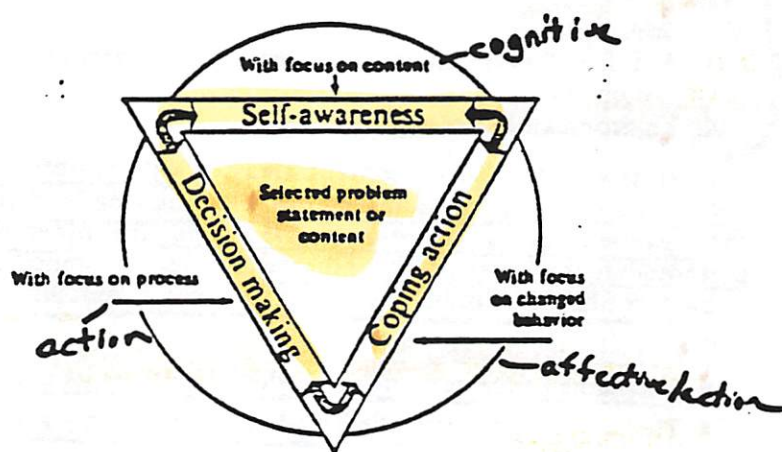 cognitive
With focus on content
Self-awareness
Decision making
Selected problem
statement or
content
Coping action
With focus on process
action
With focus
on changed
behavior
affective/action